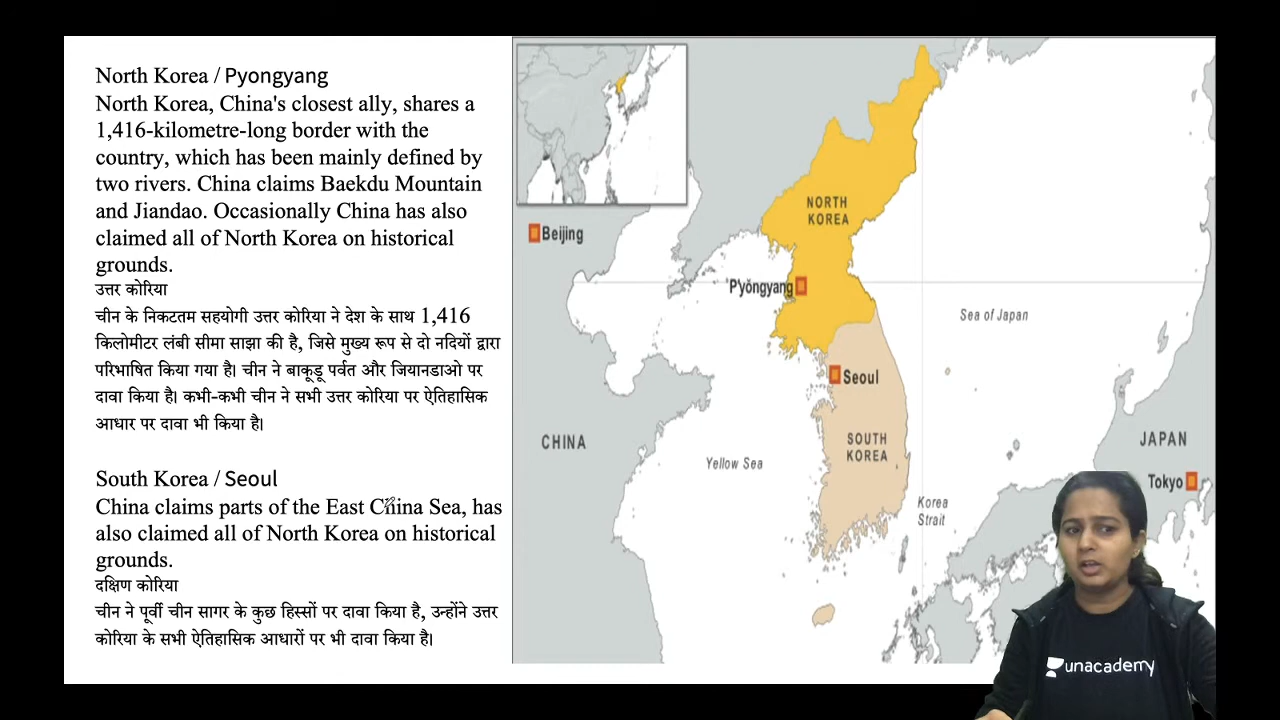 North Korea / Pyongyang
North Korea, China's closest ally, shares a
1,416-kilometre-long border with the
country, which has been mainly defined by
two rivers. China claims Baekdu Mountain
and Jiandao. Occasionally China has also
claimed all of North Korea on historical
grounds.
उत्तर कोरिया
चीन के निकटतम सहयोगी उत्तर कोरिया ने देश के साथ 1,416
किलोमीटर लंबी सीमा साझा की है, जिसे मुख्य रूप से दो नदियों द्वारा
परिभाषित किया गया है। चीन ने बाकूडू पर्वत और जियानडाओ पर
दावा किया है। कभी-कभी चीन ने सभी उत्तर कोरिया पर ऐतिहासिक
आधार पर दावा भी किया है।
South Korea / Seoul
China claims parts of the East China Sea, has
also claimed all of North Korea on historical
grounds.
दक्षिण कोरिया
चीन ने पूर्वी चीन सागर के कुछ हिस्सों पर दावा किया है, उन्होंने उत्तर
कोरिया के सभी ऐतिहासिक आधारों पर भी दावा किया है।
NORTH
KOREA
Beijing
P'yŏngyang
Sea of Japan
Seoul
CHINA
SOUTH
KOREA
JAPAN
Yellow Sea
Tokyo
Korea
Strait
unacademy